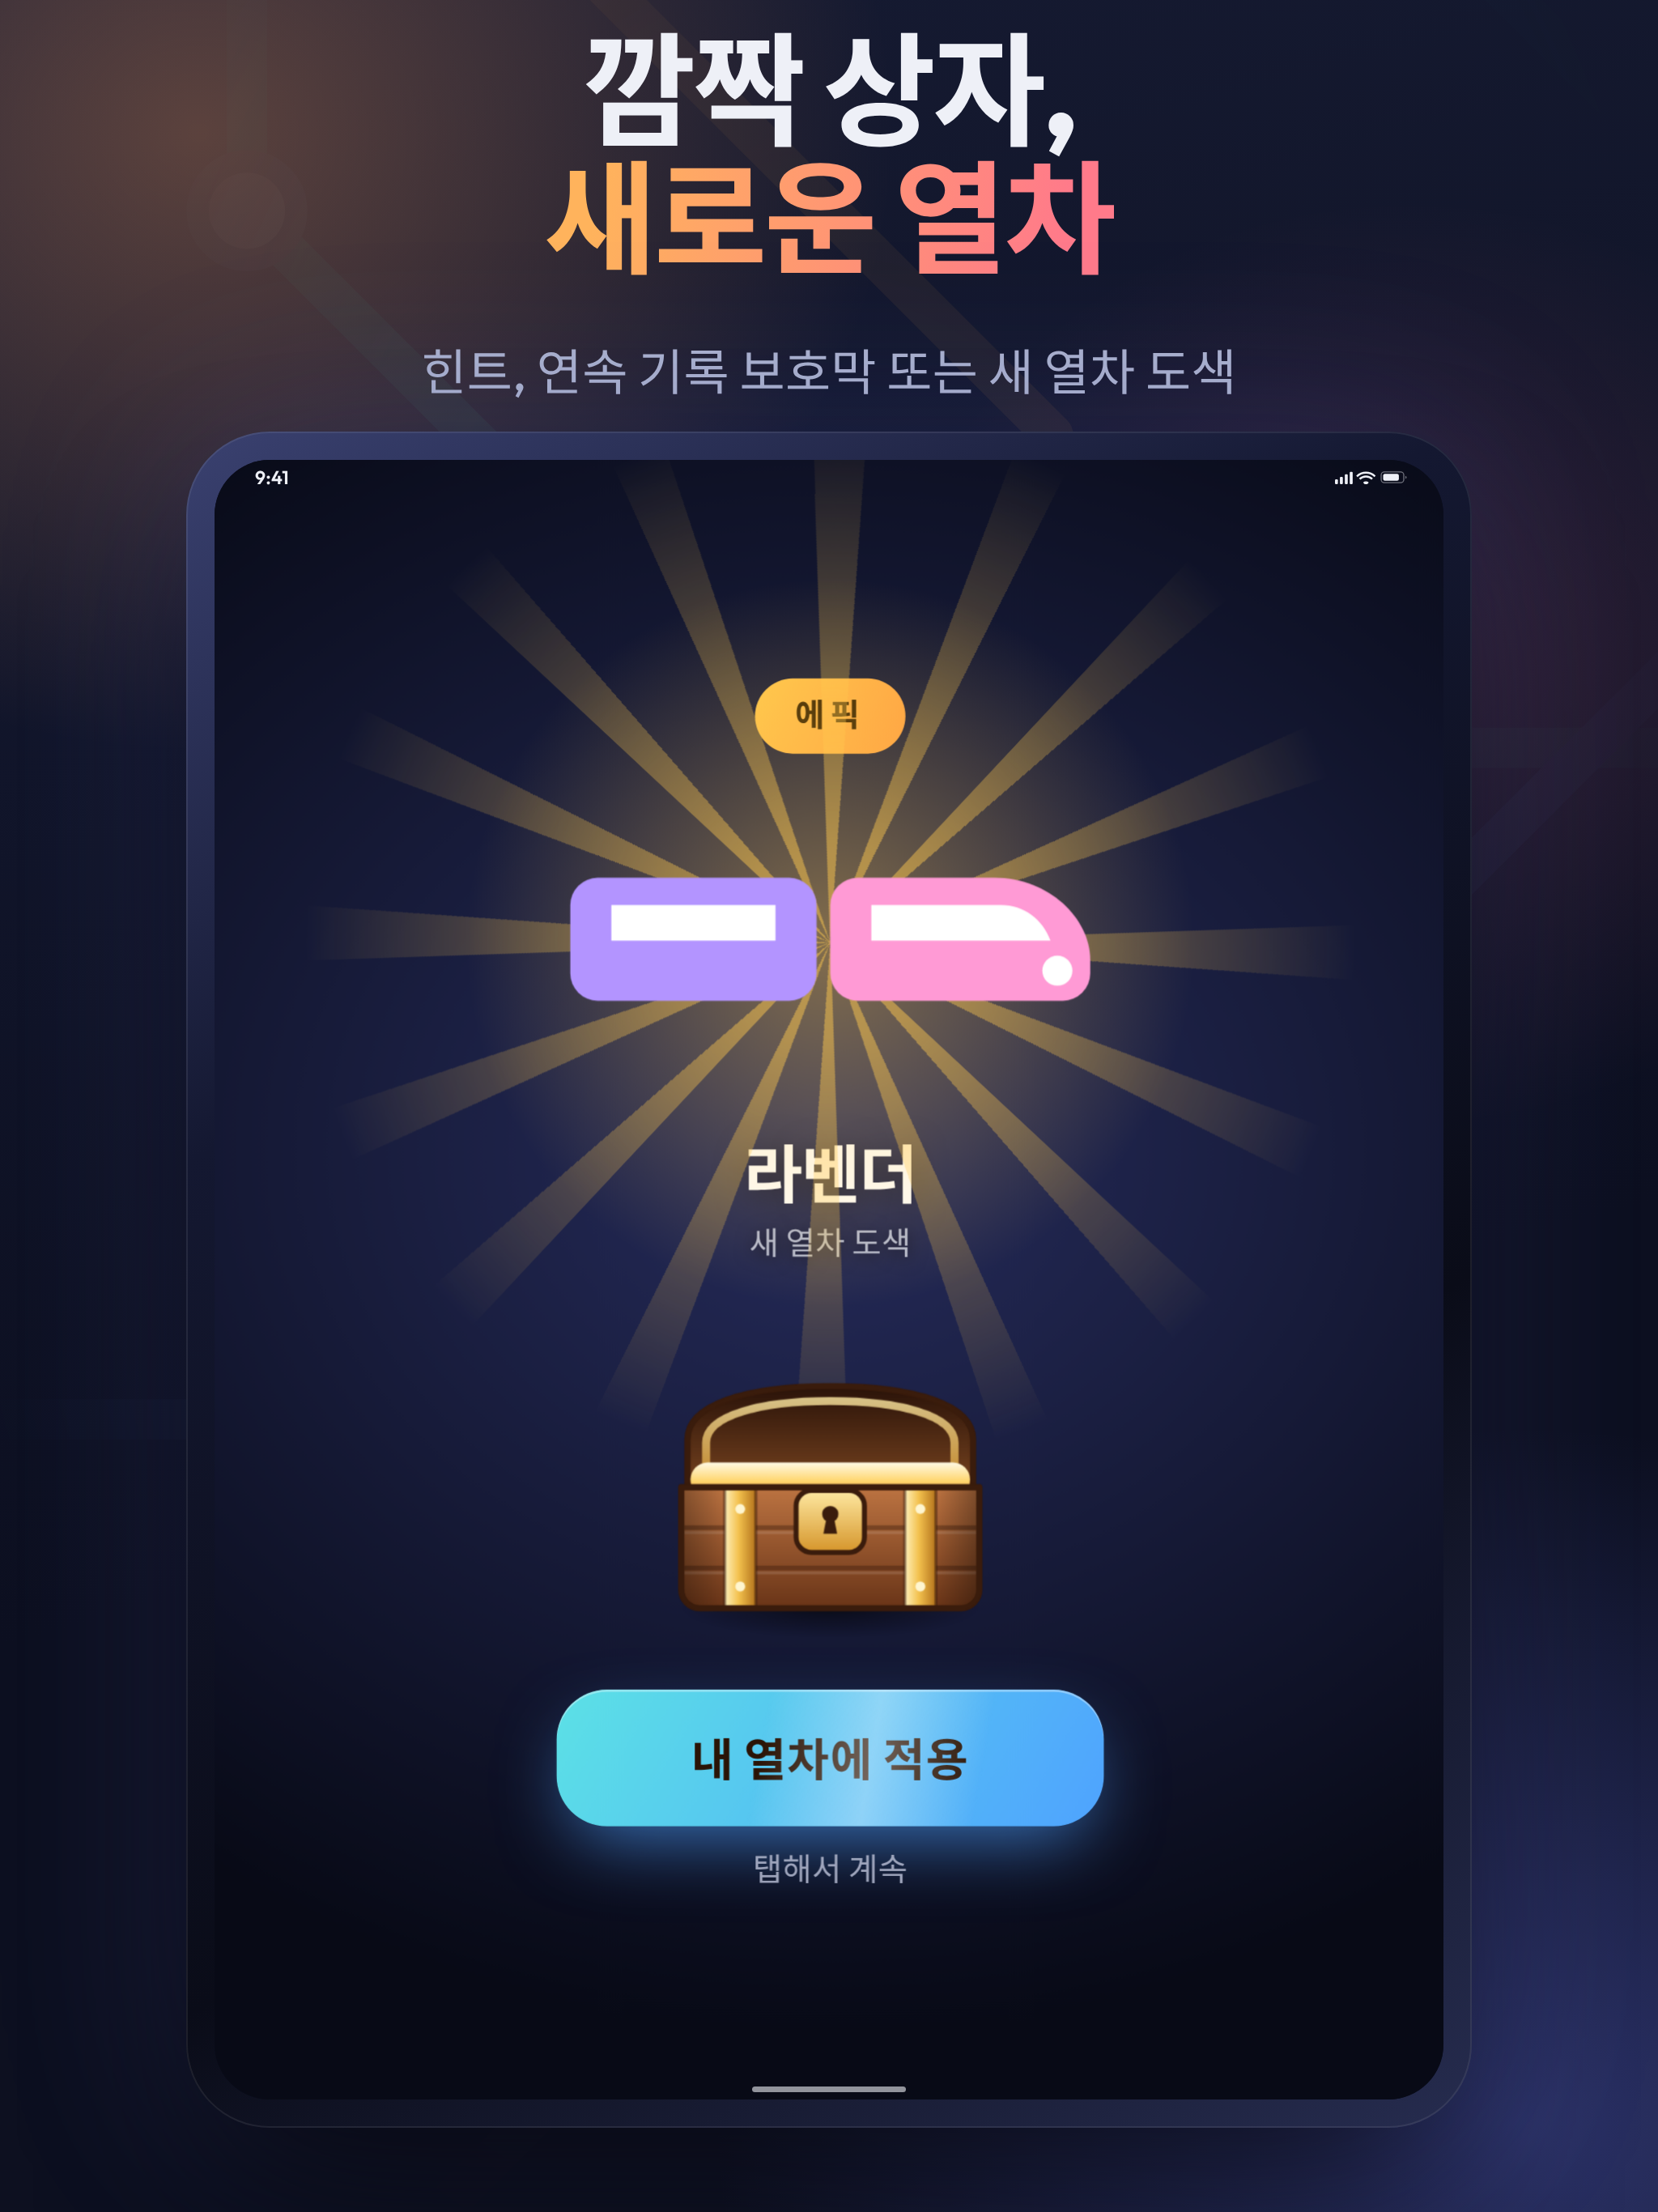 깜짝 상자,
새로운 열차
힌트, 연속 기록 보호막 또는 새 열차 도색
9:41
에픽
라벤더
새 열차 도색
내 열차에 적용
탭해서 계속